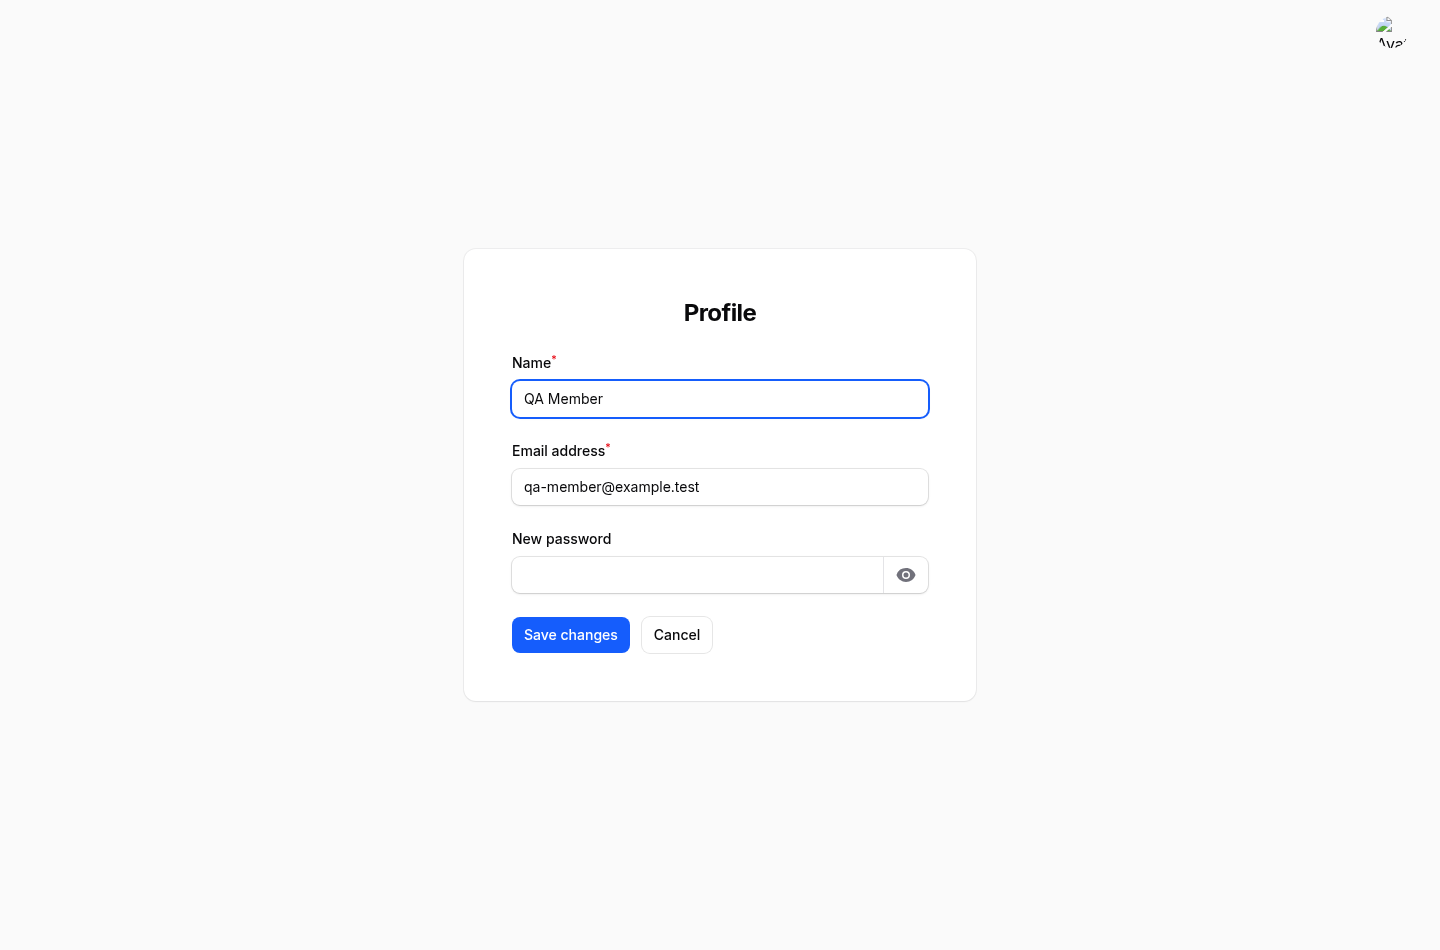 Profile
Name*
QA Member
Email address*
qa-member@example.test
New password
Save changes
Cancel